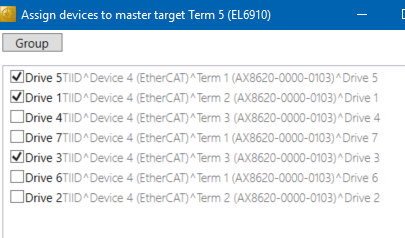 Assign devices to master target Term 5 (EL6910)
Group
Drive 5TIID^Device 4 (EtherCAT)^Term 1 (AX8620-0000-0103)^Drive 5
Drive 1TIID^Device 4 (EtherCAT)^Term 2 (AX8620-0000-0103)^Drive 1
Drive 4TIID^Device 4 (EtherCAT)^Term 3 (AX8620-0000-0103)^Drive 4
Drive 7TIID^Device 4 (EtherCAT)^Term 1 (AX8620-0000-0103)^Drive 7
Drive 3TIID^Device 4 (EtherCAT)^Term 3 (AX8620-0000-0103)^Drive 3
Drive 6TIID^Device 4 (EtherCAT)^Term 1 (AX8620-0000-0103)^Drive 6
Drive 2TIID^Device 4 (EtherCAT)^Term 2 (AX8620-0000-0103)^Drive 2